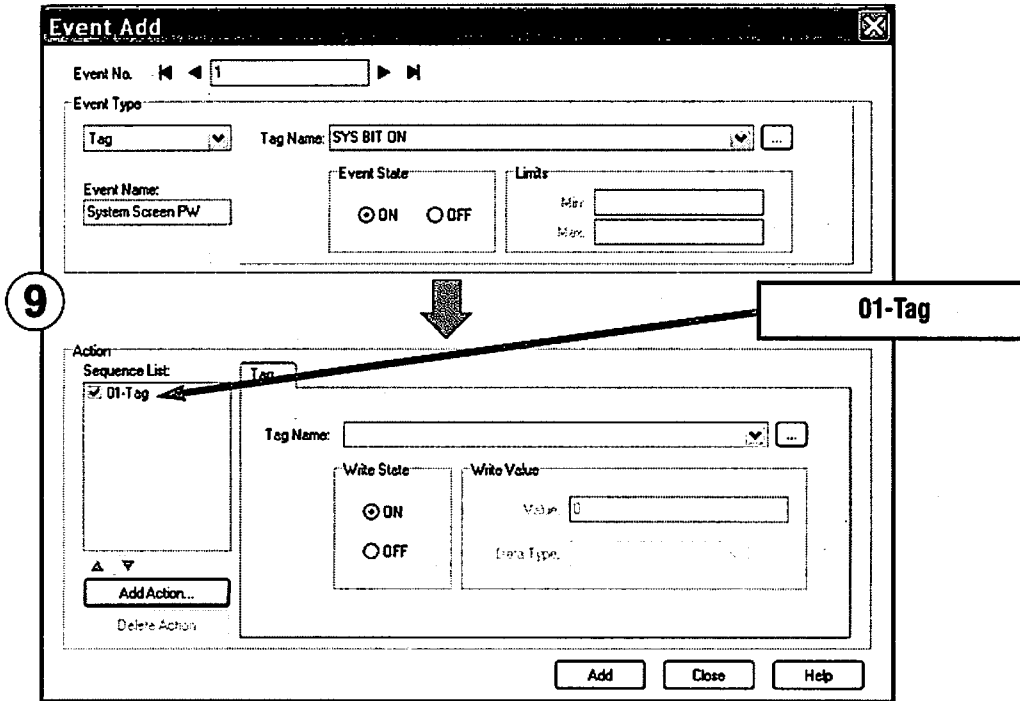 Event Add
Event No. 1
Event Type
Tag
Tag Name: SYS BIT ON
...
Event Name:
System Screen PW
Event State
ON OFF
Limits
Min:
Max:
9
01-Tag
Action
Sequence List:
01-Tag
Tag
Tag Name:
...
Write State
ON
OFF
Write Value
Value: 0
Data Type:
Add Action...
Delete Action
Add Close Help